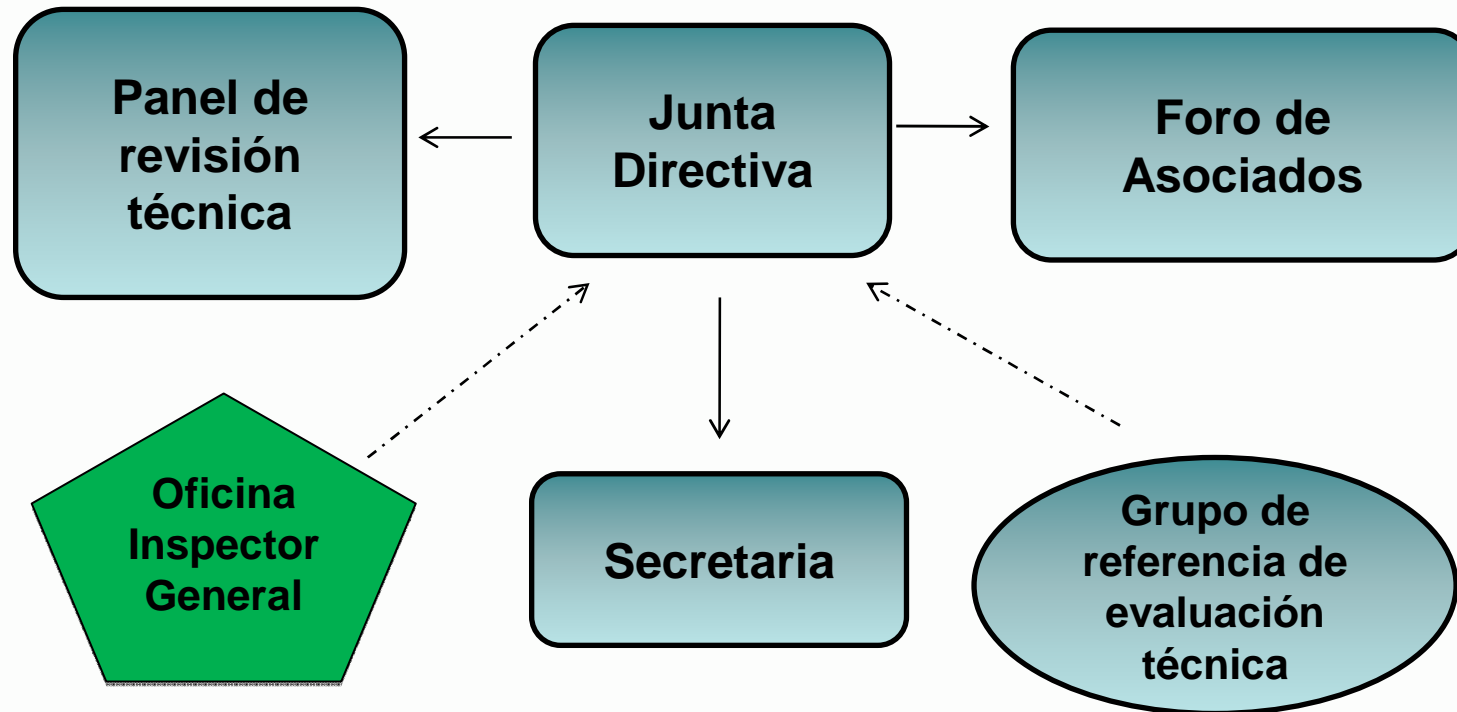 Panel de
revisión
técnica
Junta
Directiva
Foro de
Asociados
Oficina
Inspector
General
Secretaria
Grupo de
referencia de
evaluación
técnica